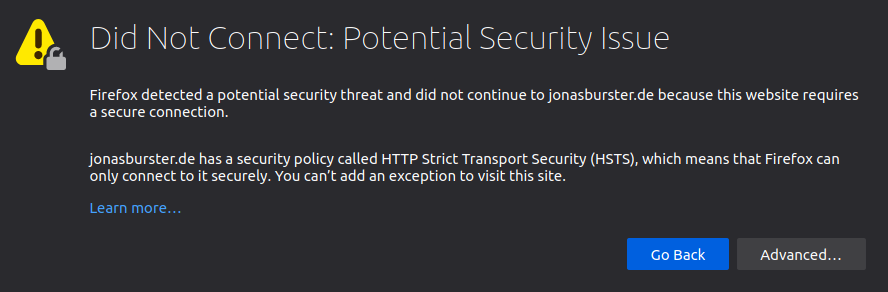 Did Not Connect: Potential Security Issue
Firefox detected a potential security threat and did not continue to jonasburster.de because this website requires
a secure connection.
jonasburster.de has a security policy called HTTP Strict Transport Security (HSTS), which means that Firefox can
only connect to it securely. You can’t add an exception to visit this site.
Learn more…
Go Back
Advanced…